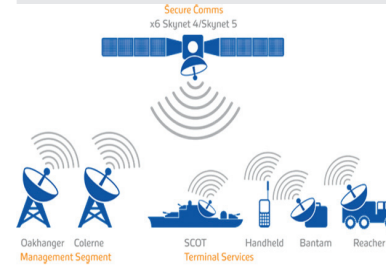 Secure Comms
x6 Skynet 4/Skynet 5
Oakhanger Colerne SCOT Handheld Bantam Reacher
Management Segment Terminal Services